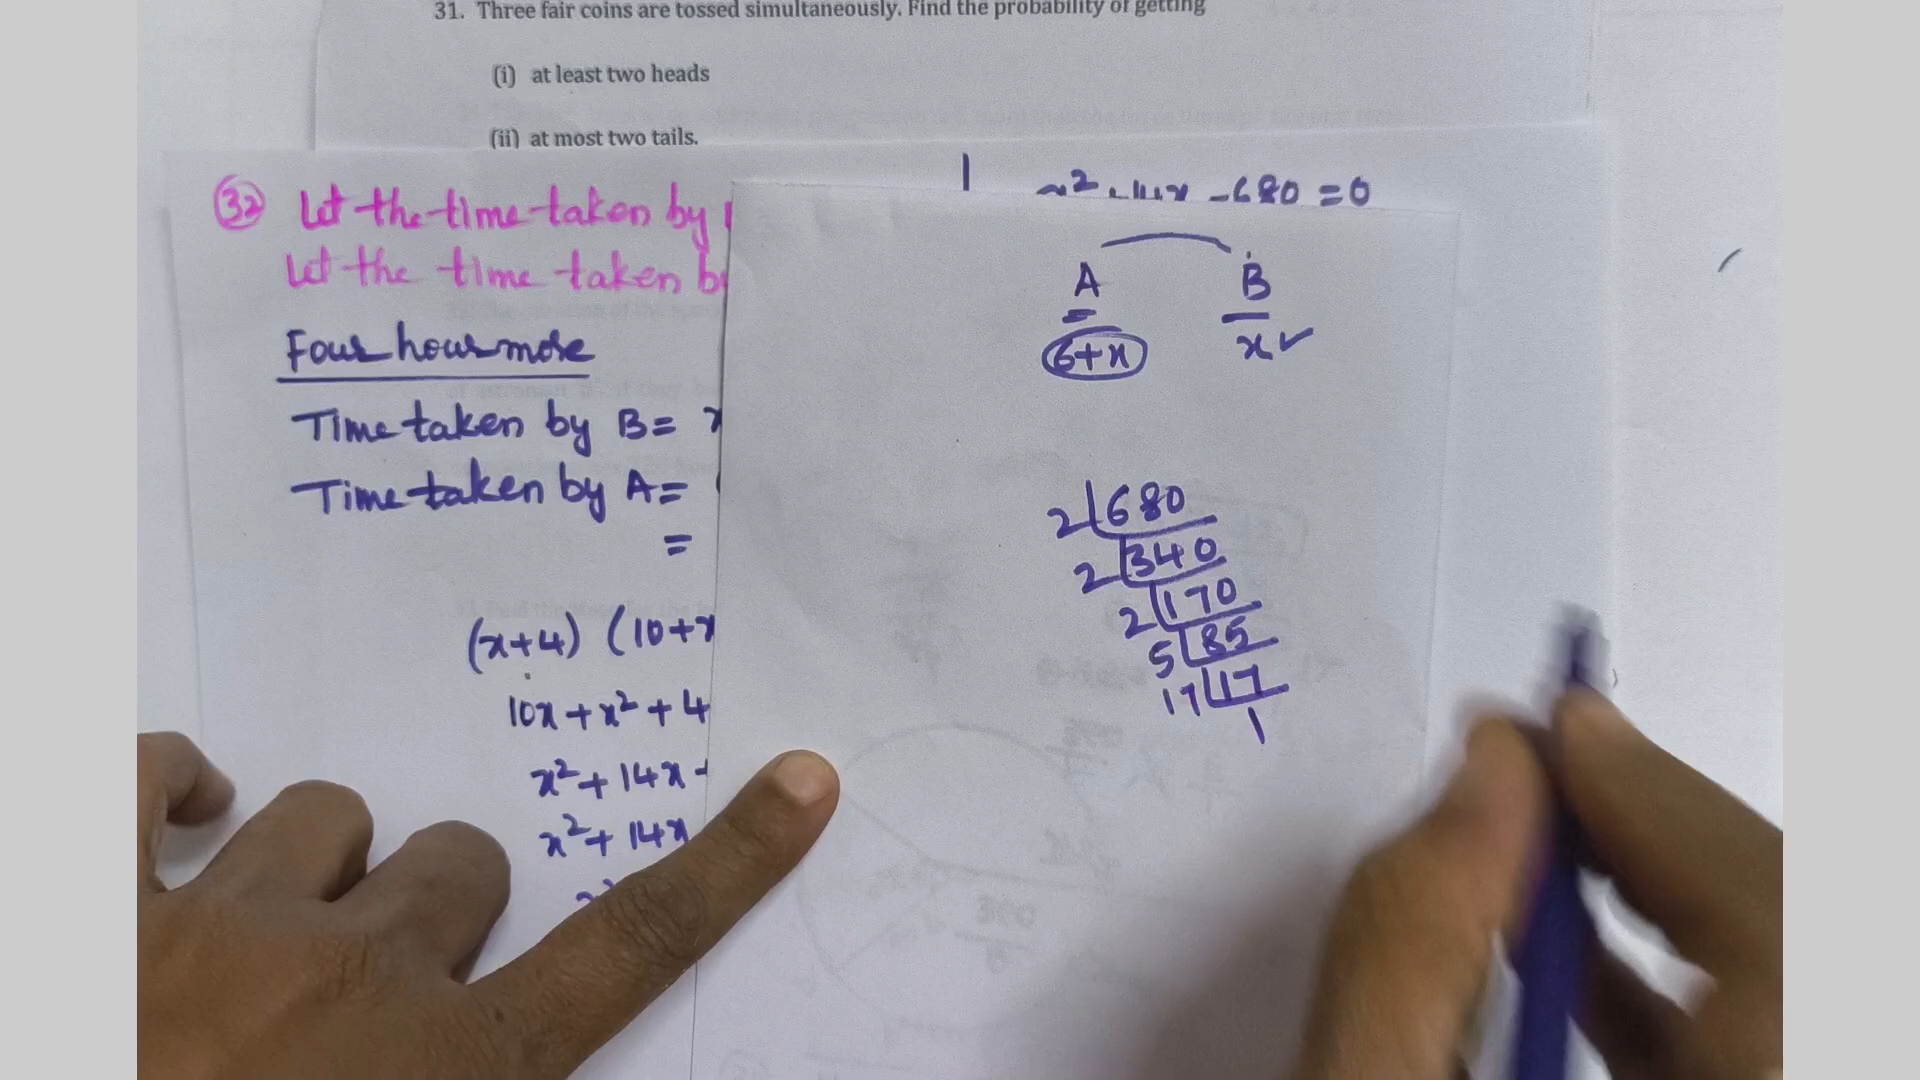 31. Three fair coins are tossed simultaneously. Find the probability of getting
(i) at least two heads
(ii) at most two tails.
32 Let the time taken by
Let the time taken
Four hour more
Time taken by B =
Time taken by A =
=
(x+4) (10+x
10x + x² + 4
x² + 14x
x² + 14x
x² + 14x - 680 = 0
A B
6+x x ✓
2 680
2 340
2 170
5 85
17 17
1